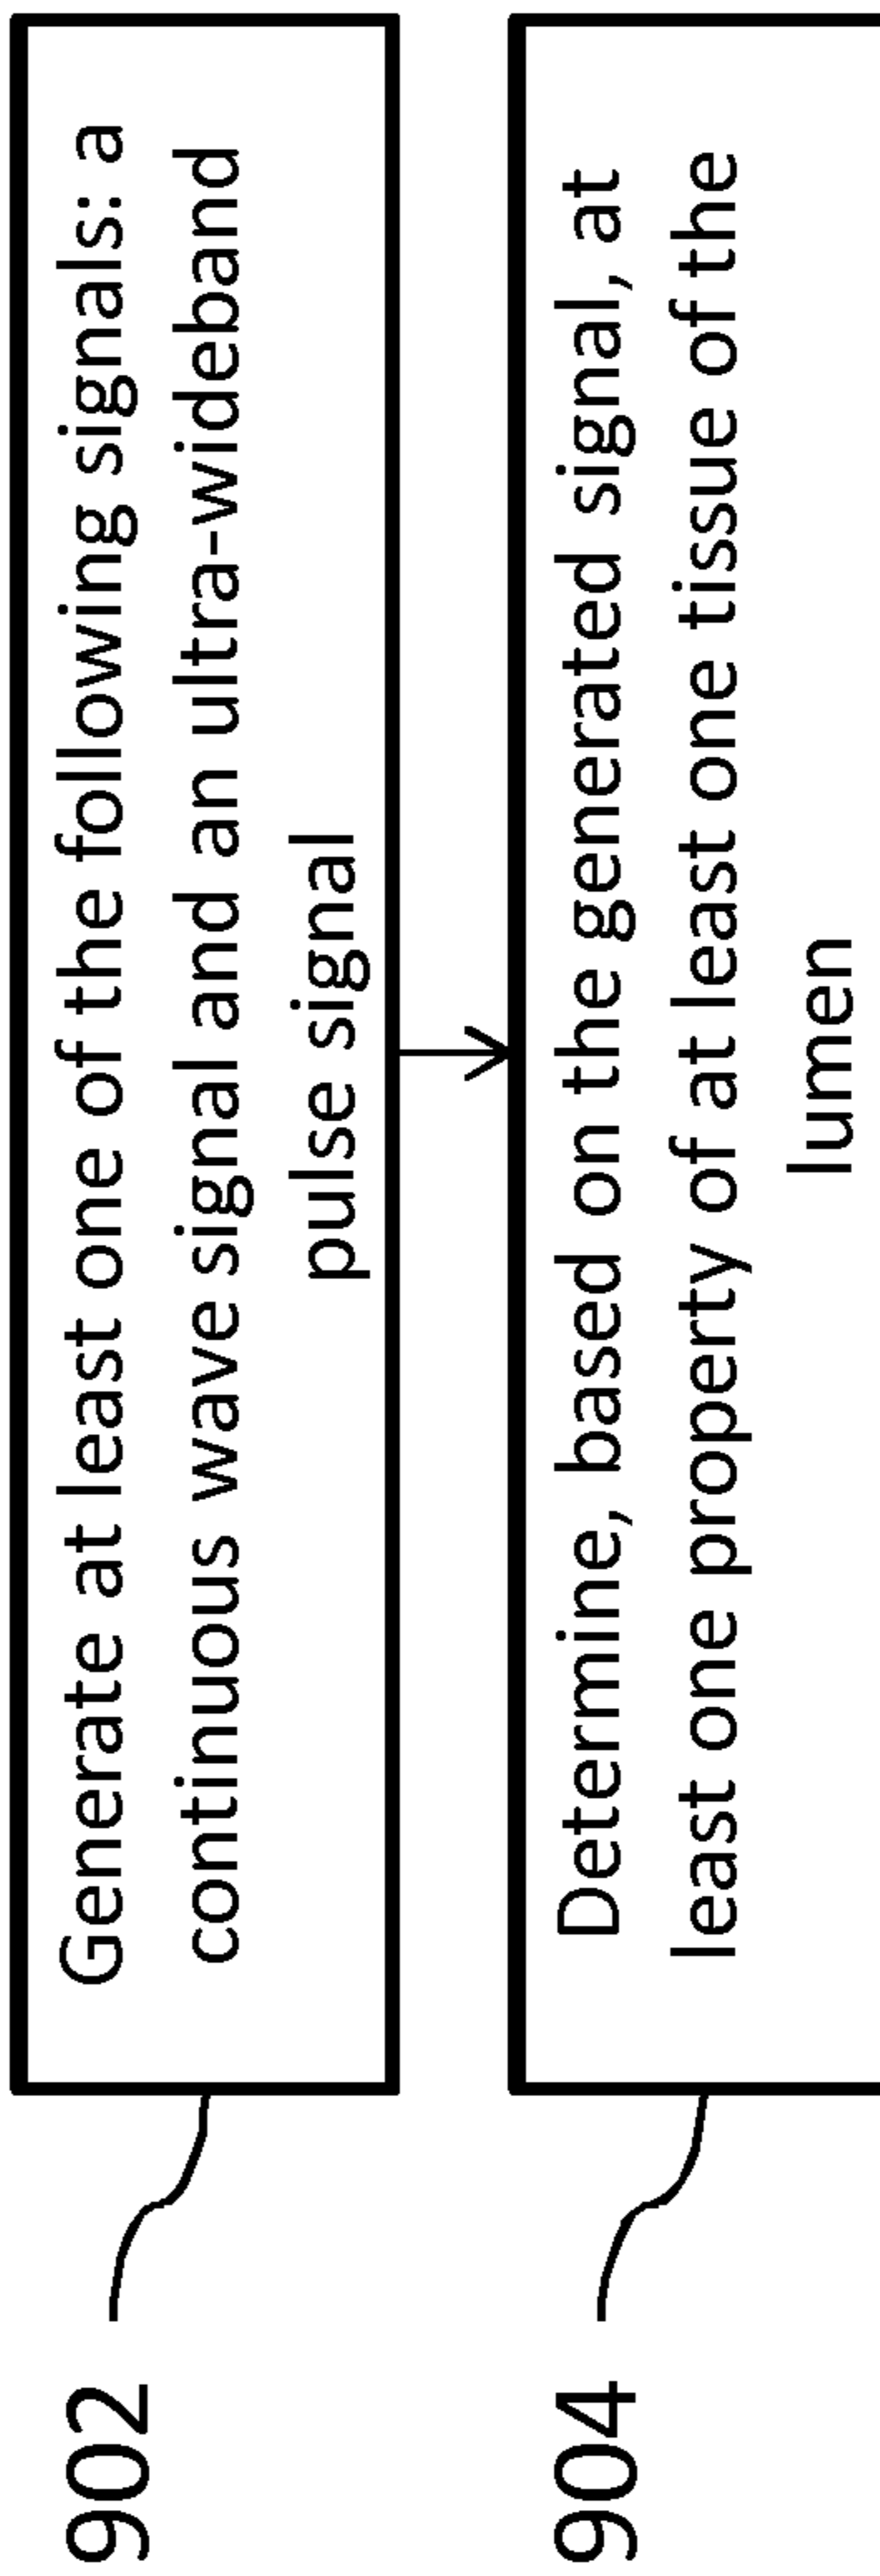 902
Generate at least one of the following signals: a
continuous wave signal and an ultra-wideband
pulse signal
904
Determine, based on the generated signal, at
least one property of at least one tissue of the
lumen